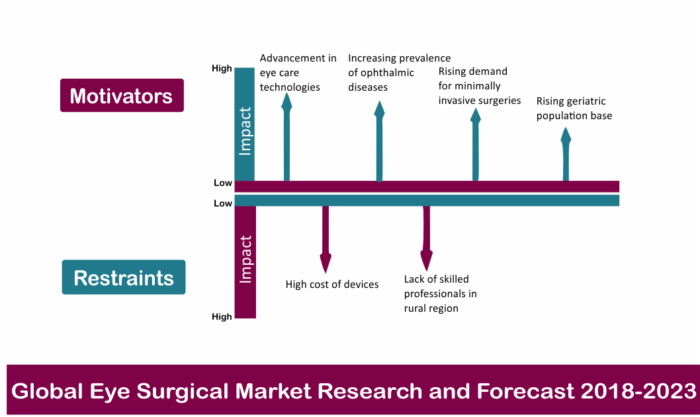 High
Advancement in
eye care
technologies
Increasing prevalence
of ophthalmic
diseases
Rising demand
for minimally
invasive surgeries
Rising geriatric
population base
Motivators
Impact
Low
Low
Restraints
Impact
High cost of devices
Lack of skilled
professionals in
rural region
High
Global Eye Surgical Market Research and Forecast 2018-2023